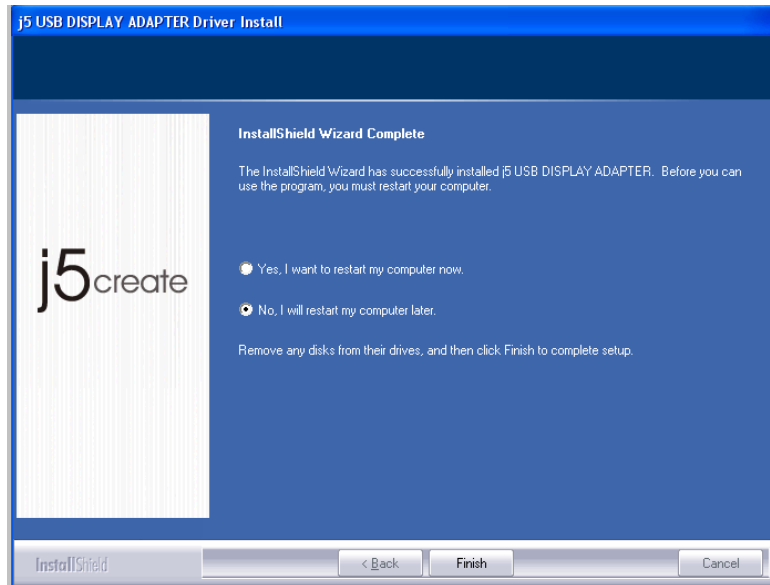 j5 USB DISPLAY ADAPTER Driver Install
InstallShield Wizard Complete
The InstallShield Wizard has successfully installed j5 USB DISPLAY ADAPTER.  Before you can
use the program, you must restart your computer.
j5create
Yes, I want to restart my computer now.
No, I will restart my computer later.
Remove any disks from their drives, and then click Finish to complete setup.
InstallShield
< Back
Finish
Cancel